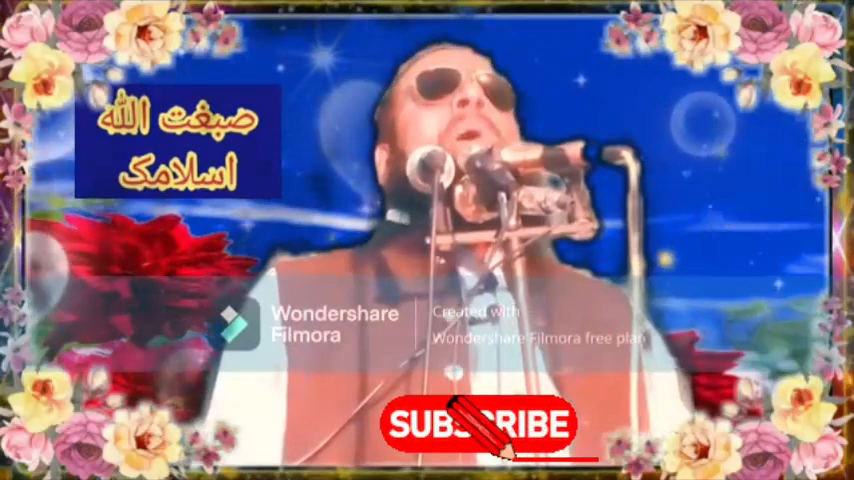 صبغت الله
اسلامک
Wondershare
Filmora
Created with
Wondershare Filmora free plan
SUBSCRIBE